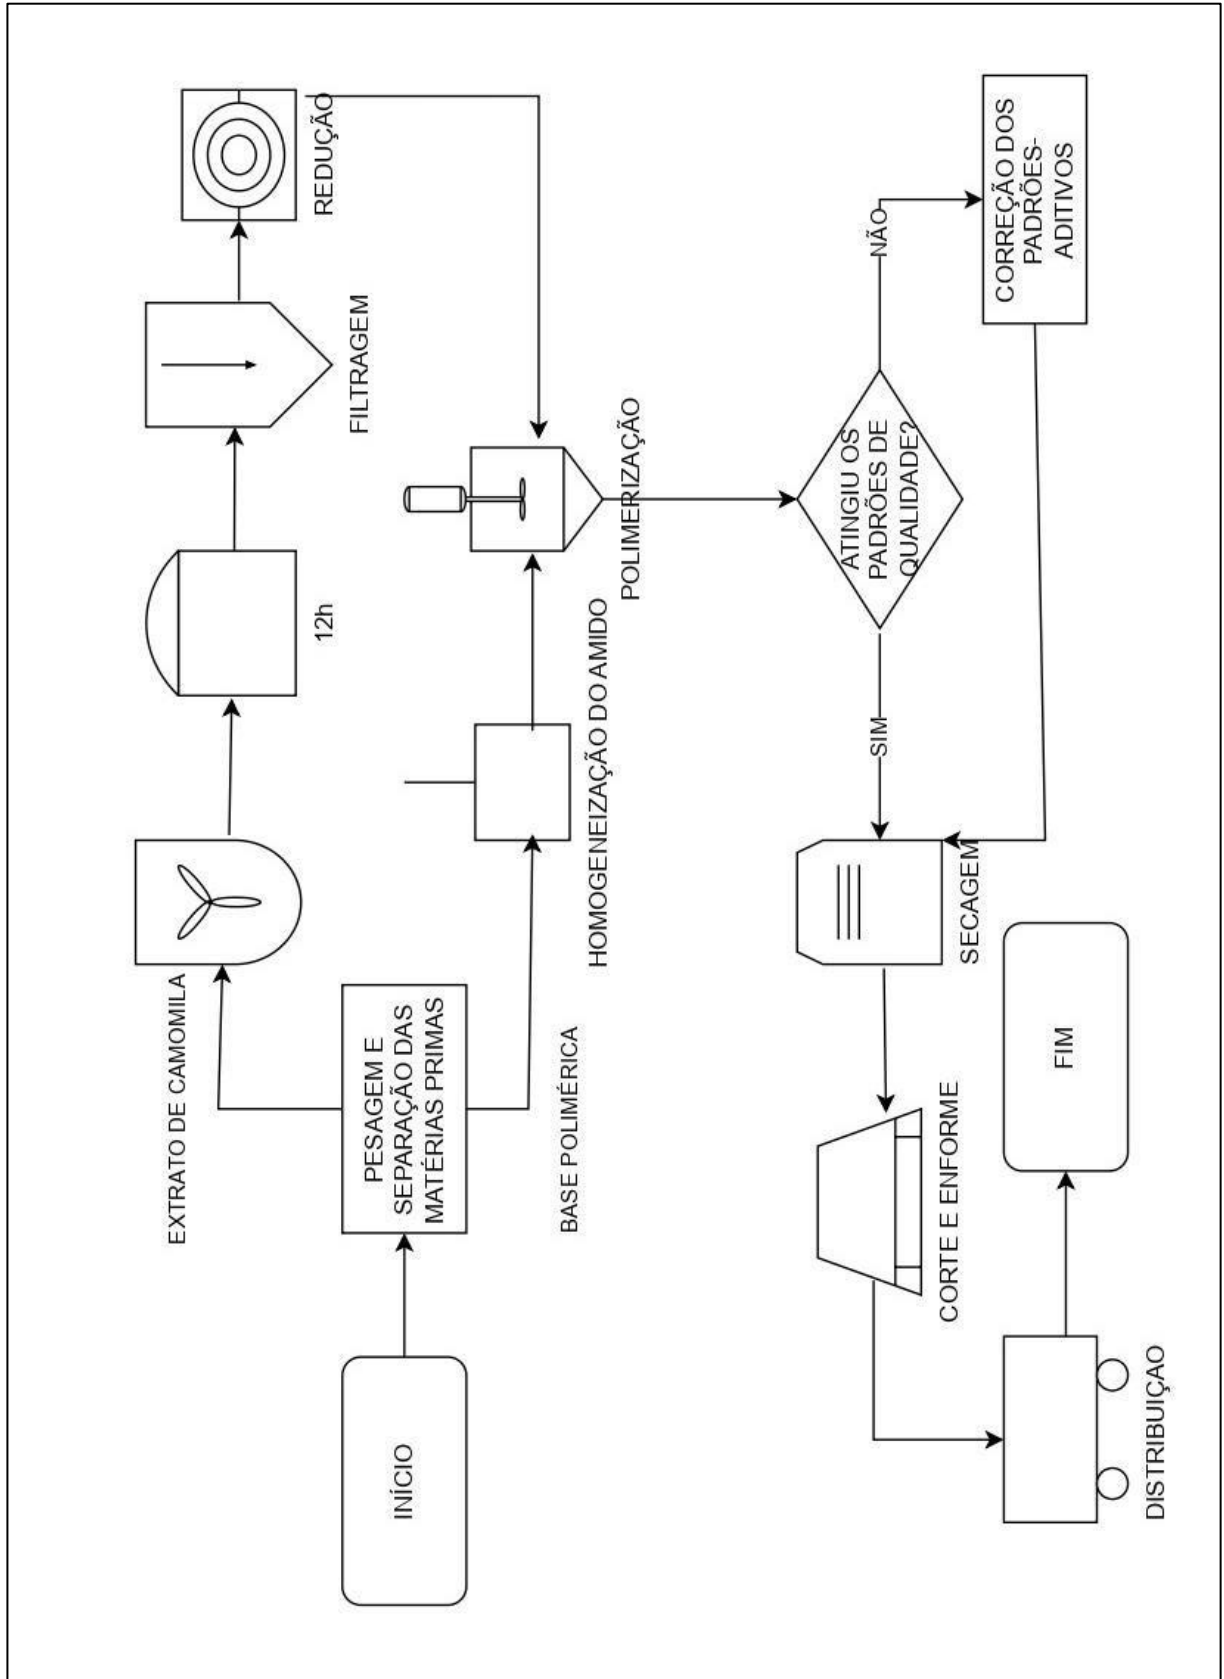 EXTRATO DE CAMOMILA
12h
FILTRAGEM
REDUÇÃO
INÍCIO
PESAGEM E
SEPARAÇÃO DAS
MATÉRIAS PRIMAS
BASE POLIMÉRICA
HOMOGENEIZAÇÃO DO AMIDO
POLIMERIZAÇÃO
ATINGIU OS
PADRÕES DE
QUALIDADE?
SIM
NÃO
CORREÇÃO DOS
PADRÕES-
ADITIVOS
SECAGEM
CORTE E ENFORME
DISTRIBUIÇAO
FIM